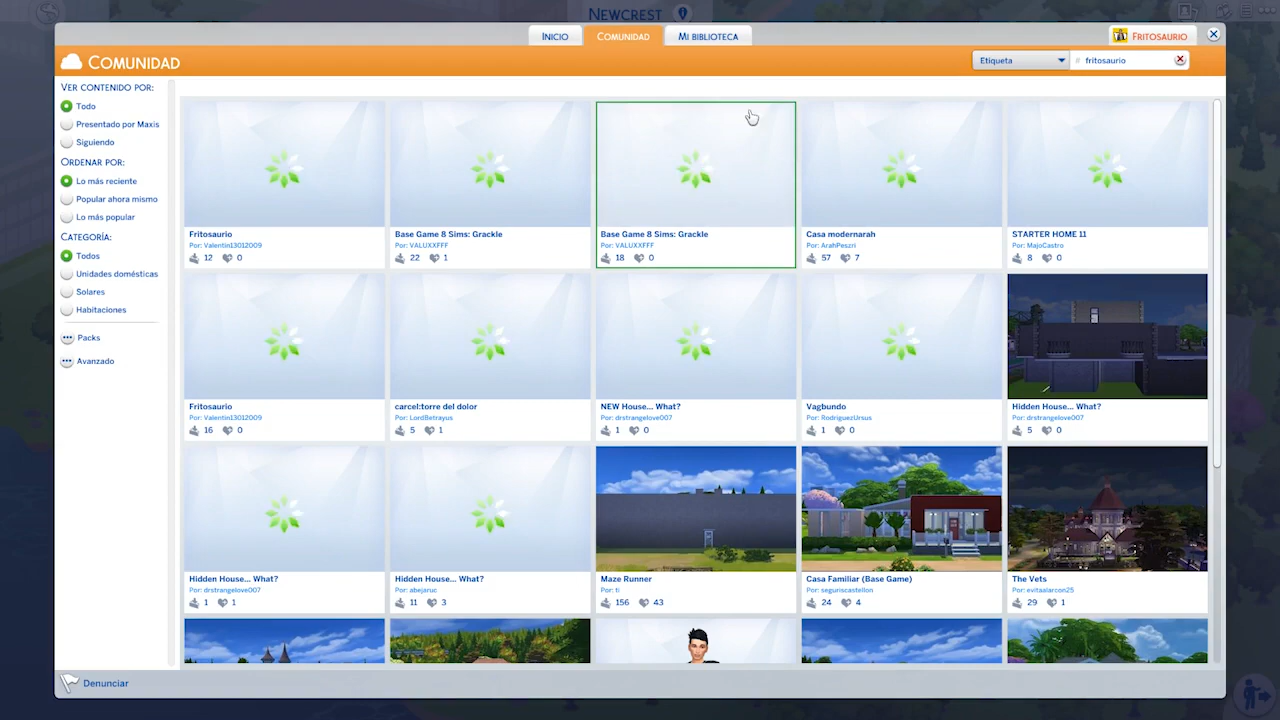 NEWCREST
INICIO
COMUNIDAD
MI BIBLIOTECA
FRITOSAURIO
COMUNIDAD
Etiqueta
# fritosaurio
VER CONTENIDO POR:
Todo
Presentado por Maxis
Siguiendo
ORDENAR POR:
Lo más reciente
Popular ahora mismo
Lo más popular
CATEGORÍA:
Todos
Unidades domésticas
Solares
Habitaciones
Packs
Avanzado
Fritosaurio
Por: Valentin13012009
12 0
Base Game 8 Sims: Grackle
Por: VALUXXFFF
22 1
Base Game 8 Sims: Grackle
Por: VALUXXFFF
18 0
Casa modernarah
Por: ArahPeszri
57 7
STARTER HOME 11
Por: MajoCastro
8 0
Fritosaurio
Por: Valentin13012009
16 0
carcel:torre del dolor
Por: LordBetrayus
5 1
NEW House... What?
Por: drstrangelove007
1 0
Vagbundo
Por: RodriguezUrsus
1 0
Hidden House... What?
Por: drstrangelove007
5 0
Hidden House... What?
Por: drstrangelove007
1 1
Hidden House... What?
Por: abejaruc
11 3
Maze Runner
Por: ti
156 43
Casa Familiar (Base Game)
Por: seguriscastellon
24 4
The Vets
Por: evitaalarcon25
29 1
Denunciar